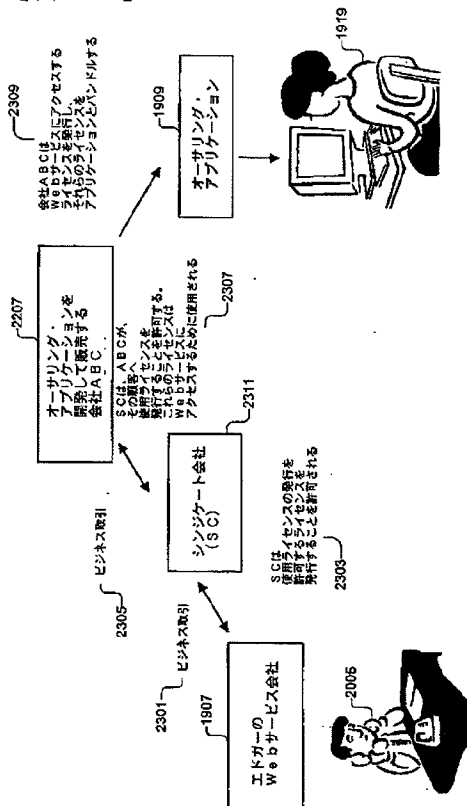 エドガーの
Webサービス会社
1907
2006
2301
ビジネス取引
2305
ビジネス取引
SCは
使用ライセンスの発行を
許可するライセンスを
発行することを許可される
2303
シンジケート会社
(SC)
2311
オーサリング・
アプリケーションを
開発して販売する
会社ABC
2207
SCは、ABCが、
その顧客へ
使用ライセンスを
発行することを許可する。
これらのライセンスは
Webサービスに
アクセスするために使用される
2307
会社ABCは
Webサービスにアクセスする
ライセンスを発行し、
それらのライセンスを
アプリケーションとバンドルする
2309
オーサリング・
アプリケーション
1909
1919